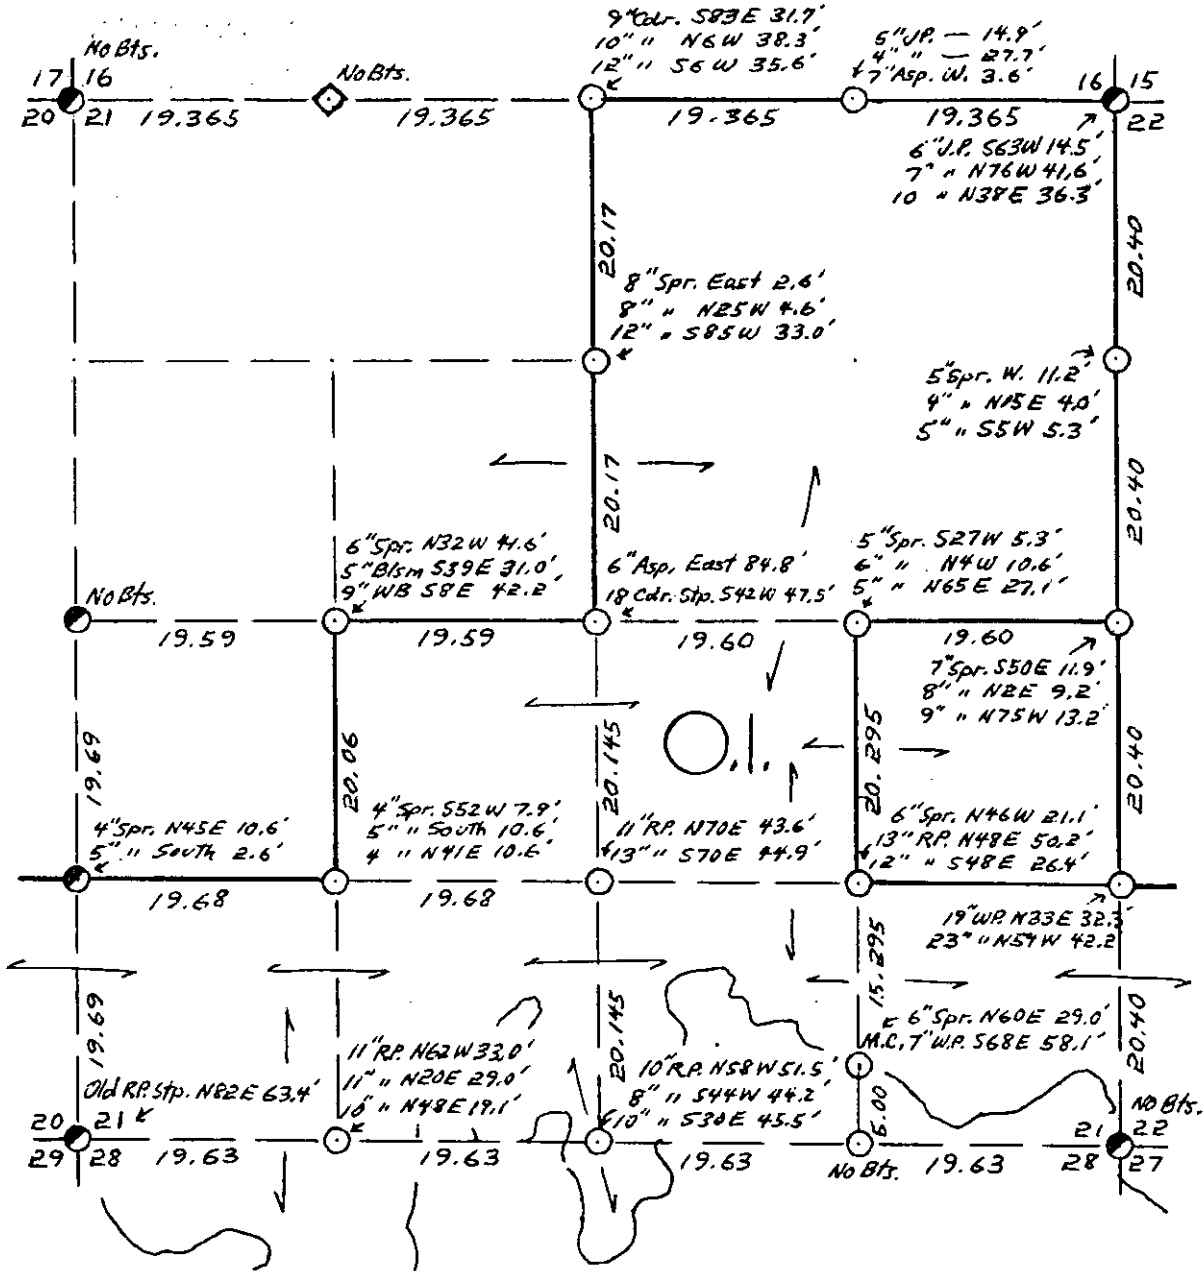 9" Cdr. S83E 31.7'
10" " N6W 38.3'
12" " S6W 35.6'
5" J.P. — 14.9'
4" " — 27.7'
7" Asp. W. 3.6'
No Bts.
17 16
20 21
No Bts.
16 15
22
19.365
19.365
19.365
19.365
6" J.P. S63W 14.5'
7" " N76W 41.6'
10 " N38E 36.3'
20.17
20.40
8" Spr. East 2.6'
8" " N25W 4.6'
12" " S85W 33.0'
5" Spr. W. 11.2'
4" " N15E 4.0'
5" " S5W 5.3'
20.17
20.40
6" Spr. N32W 41.6'
5" Blsm S39E 31.0'
9" WB S8E 42.2'
6" Asp. East 84.8'
18 Cdr. Stp. S42W 47.5'
5" Spr. S27W 5.3'
6" " N4W 10.6'
5" " N65E 27.1'
No Bts.
19.59
19.59
19.60
19.60
7" Spr. S50E 11.9'
8" " N2E 9.2'
9" " N75W 13.2'
O.I.
19.69
20.06
20.145
20.295
20.40
4" Spr. N45E 10.6'
5" " South 2.6'
4" Spr. S52W 7.9'
5" " South 10.6'
4 " N41E 10.6'
11" RP. N70E 43.6'
13" " S70E 44.9'
6" Spr. N46W 21.1'
13" RP. N48E 50.2'
12" " S48E 26.4'
19.68
19.68
19" WP. N33E 32.3'
23" " N59W 42.2'
19.69
20.145
15.295
20.40
6" Spr. N60E 29.0'
M.C. 7" W.P. S68E 58.1'
11" RP. N62W 33.0'
11" " N20E 29.0'
10" " N48E 19.1'
10" RP. N58W 51.5'
8" " S44W 44.2'
10" " S30E 45.5'
Old RP. Stp. N82E 63.4'
5.00
No Bts.
20 21
29 28
19.63
19.63
19.63
No Bts.
19.63
21 22
28 27